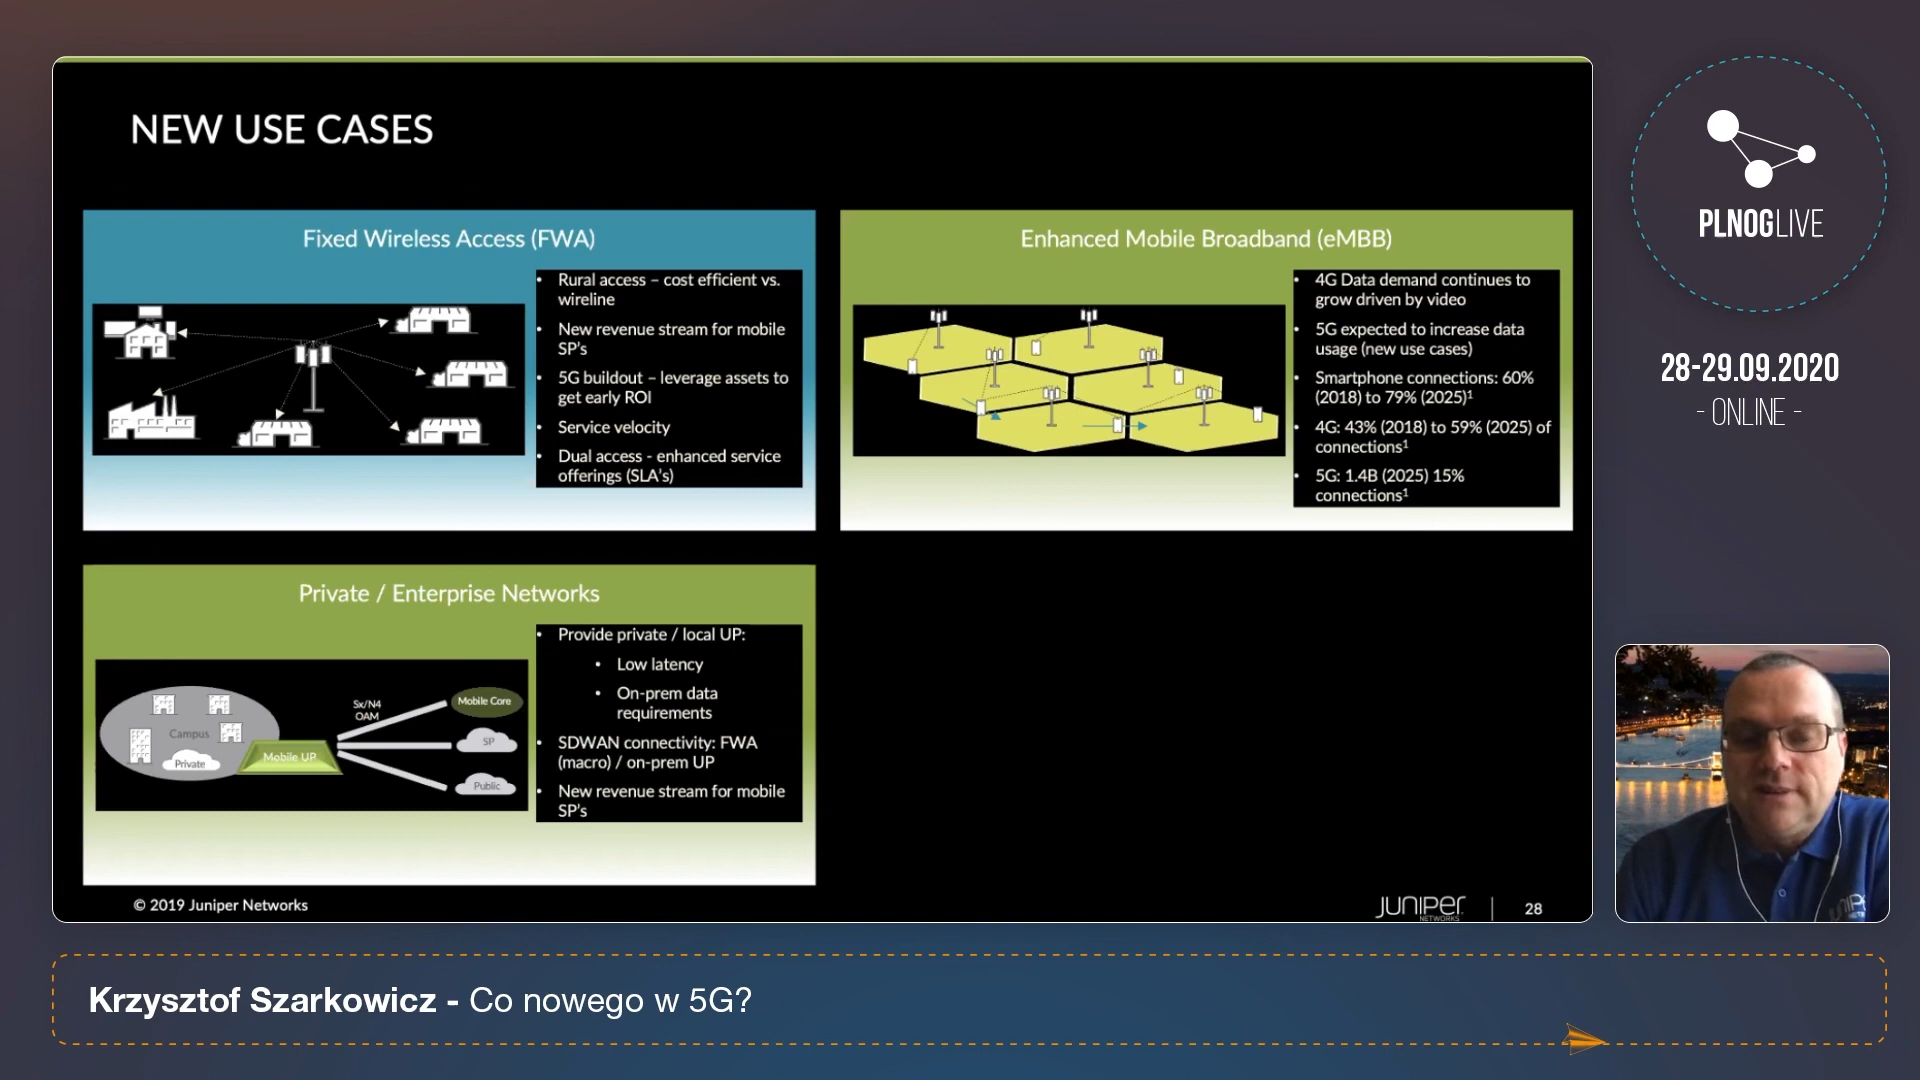 NEW USE CASES
Fixed Wireless Access (FWA)
• Rural access – cost efficient vs.
wireline
• New revenue stream for mobile
SP's
• 5G buildout – leverage assets to
get early ROI
• Service velocity
• Dual access - enhanced service
offerings (SLA's)
Enhanced Mobile Broadband (eMBB)
• 4G Data demand continues to
grow driven by video
• 5G expected to increase data
usage (new use cases)
• Smartphone connections: 60%
(2018) to 79% (2025)¹
• 4G: 43% (2018) to 59% (2025) of
connections¹
• 5G: 1.4B (2025) 15%
connections¹
Private / Enterprise Networks
Campus
Private
Mobile UP
Sx/N4
OAM
Mobile Core
SP
Public
• Provide private / local UP:
• Low latency
• On-prem data
requirements
• SDWAN connectivity: FWA
(macro) / on-prem UP
• New revenue stream for mobile
SP's
© 2019 Juniper Networks
JUNIPER
NETWORKS
28
PLNOGLIVE
28-29.09.2020
- ONLINE -
Krzysztof Szarkowicz - Co nowego w 5G?